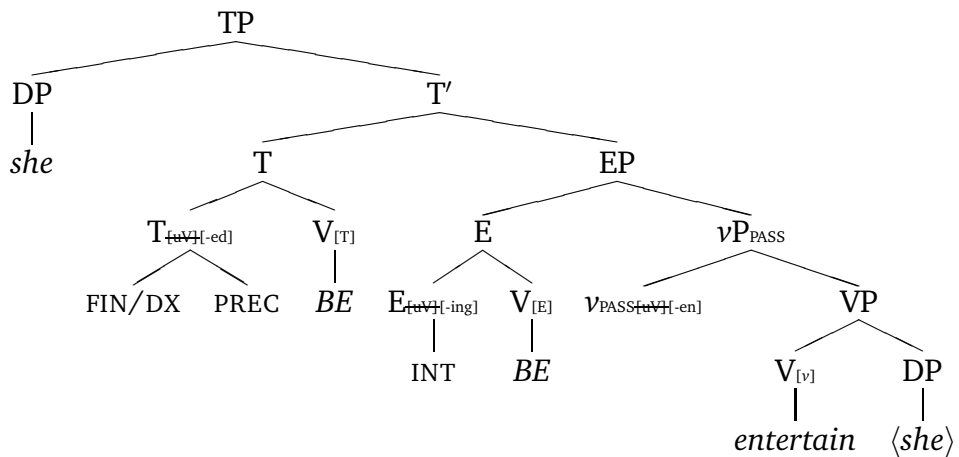 TP
DP T′
she T EP
T[uV][-ed] V[T] E vPPASS
FIN/DX PREC BE E[uV][-ing] V[E] vPASS[uV][-en] VP
INT BE V[v] DP
entertain ⟨she⟩